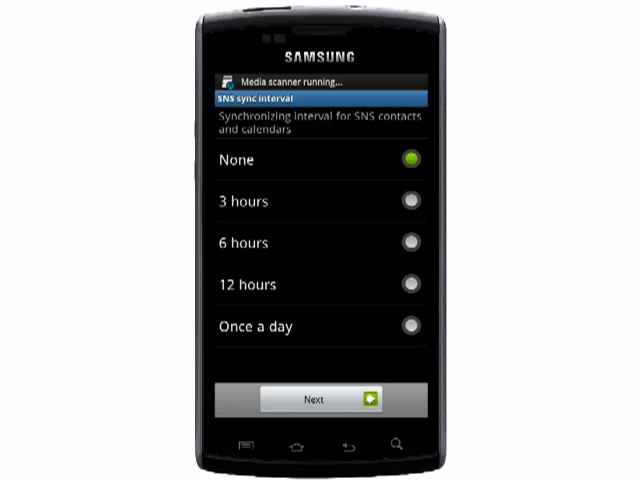 SAMSUNG
Media scanner running...
SNS sync interval
Synchronizing interval for SNS contacts
and calendars
None
3 hours
6 hours
12 hours
Once a day
Next